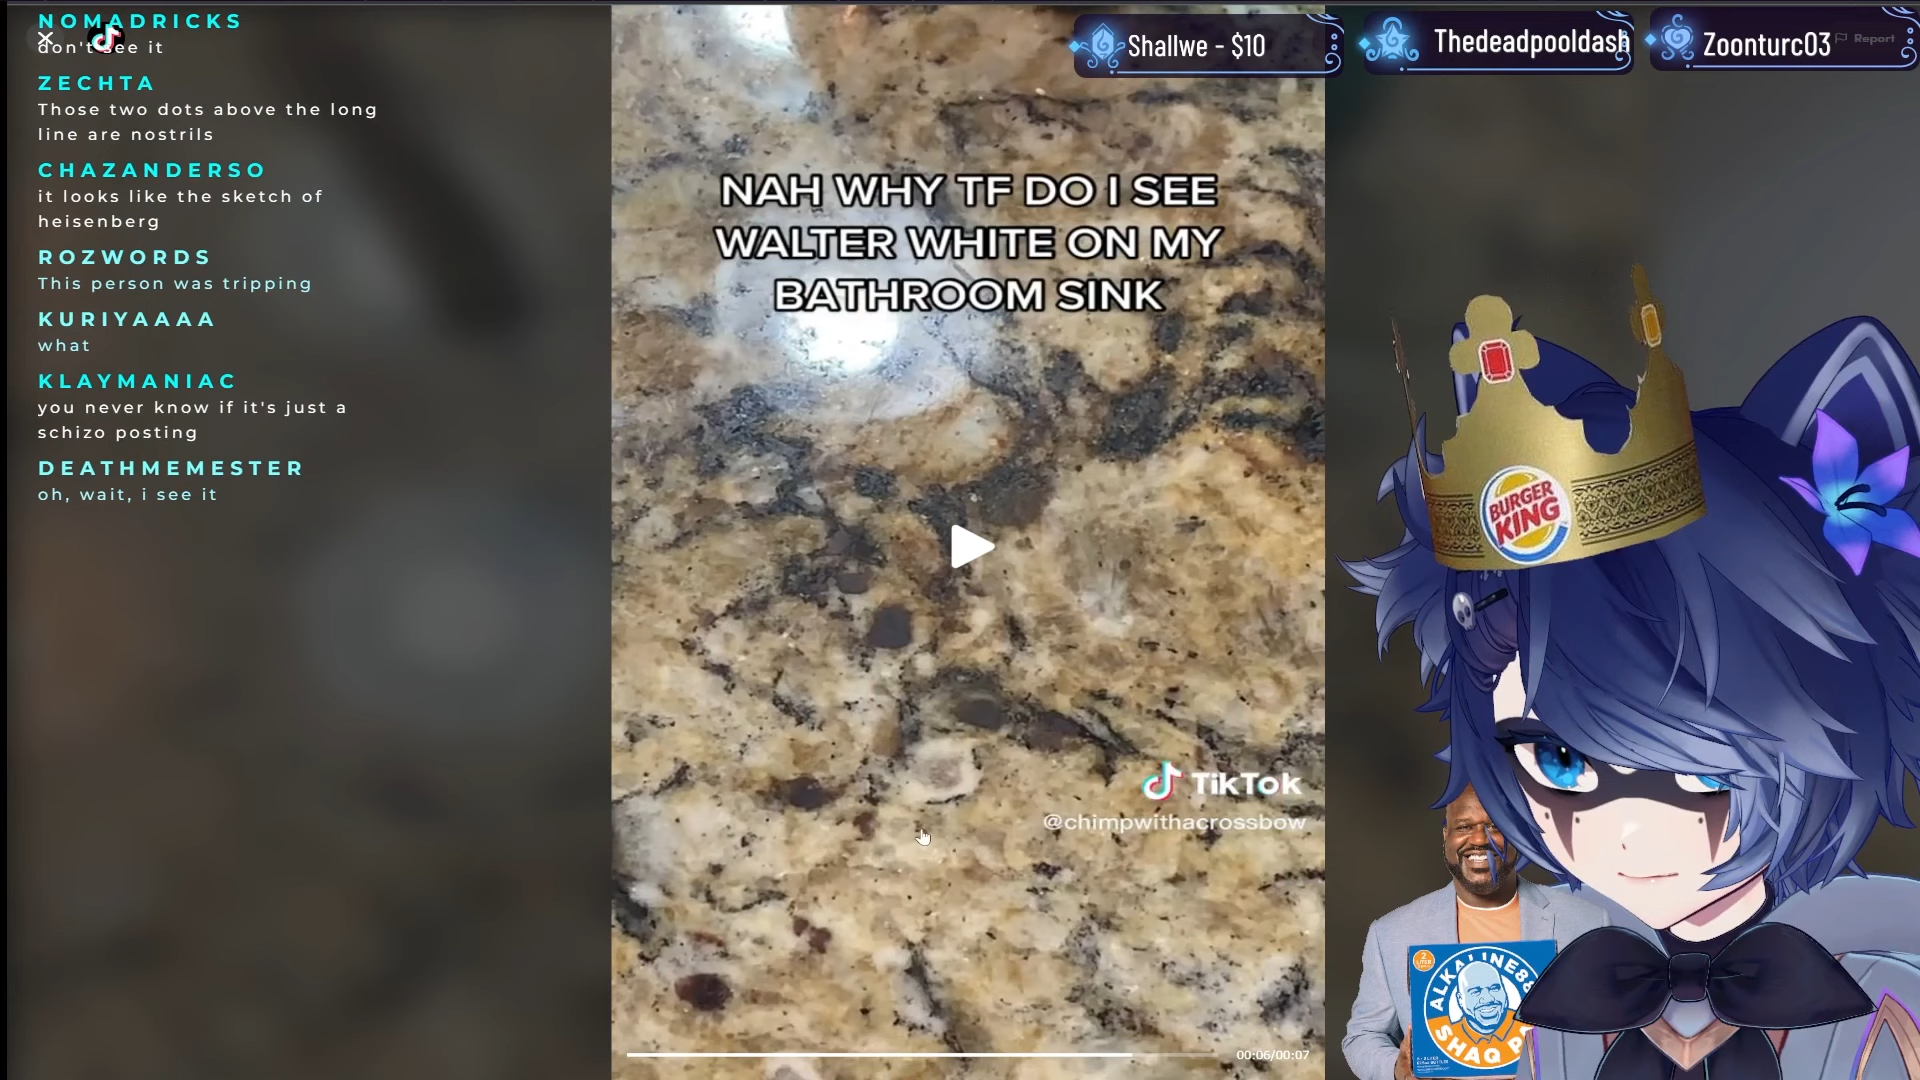 NOMADRICKS
don't see it
ZECHTA
Those two dots above the long
line are nostrils
CHAZANDERSO
it looks like the sketch of
heisenberg
ROZWORDS
This person was tripping
KURIYAAAA
what
KLAYMANIAC
you never know if it's just a
schizo posting
DEATHMEMESTER
oh, wait, i see it
NAH WHY TF DO I SEE
WALTER WHITE ON MY
BATHROOM SINK
TikTok
@chimpwithacrossbow
00:06/00:07
Shallwe - $10
Thedeadpooldash
Zoonturc03
Report
BURGER
KING
ALKALINE88
SHAQ